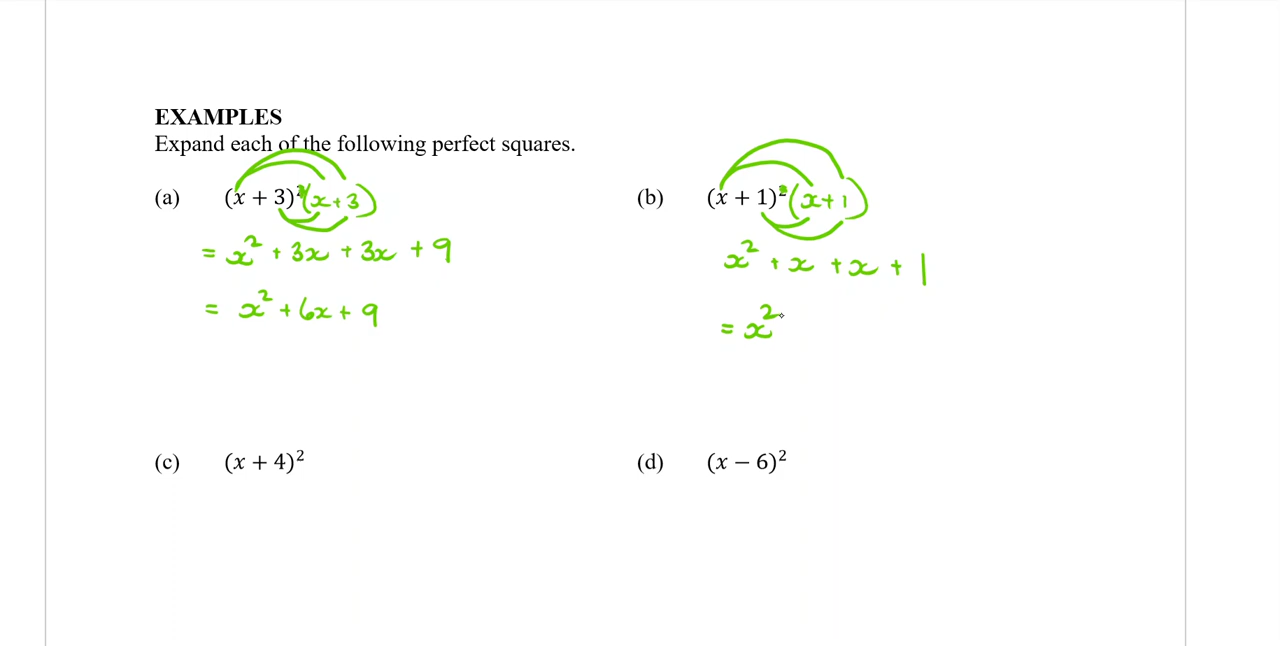 EXAMPLES
Expand each of the following perfect squares.
(a) (x + 3)²(x+3)
= x² + 3x + 3x + 9
= x² + 6x + 9
(b) (x + 1)²(x+1)
x² + x + x + 1
= x²
(c) (x + 4)²
(d) (x − 6)²